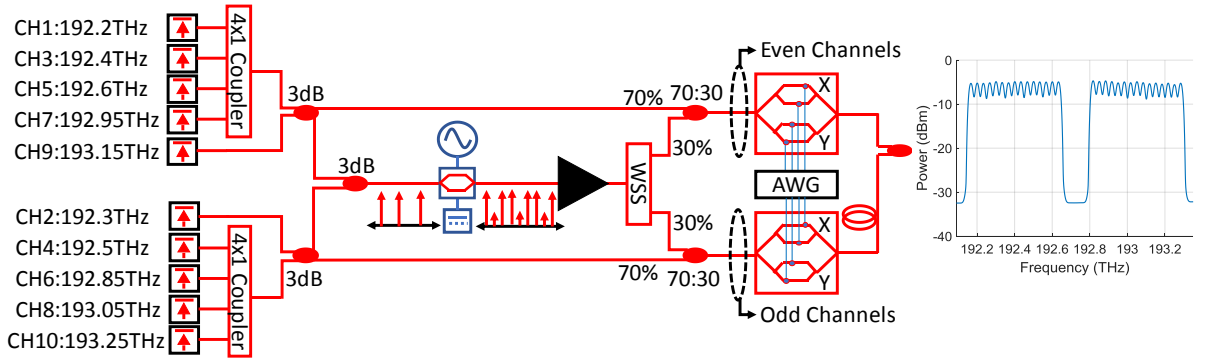 CH1:192.2THz
CH3:192.4THz
CH5:192.6THz
CH7:192.95THz
CH9:193.15THz
4x1 Coupler
3dB
CH2:192.3THz
CH4:192.5THz
CH6:192.85THz
CH8:193.05THz
CH10:193.25THz
4x1 Coupler
3dB
3dB
WSS
70%
70:30
30%
30%
70%
70:30
Even Channels
X
Y
AWG
X
Y
Odd Channels
Power (dBm)
0
-10
-20
-30
-40
192.2 192.4 192.6 192.8 193 193.2
Frequency (THz)